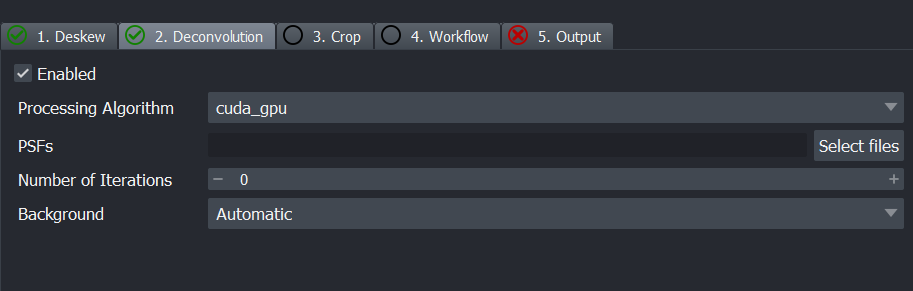 1. Deskew 2. Deconvolution 3. Crop 4. Workflow 5. Output
Enabled
Processing Algorithm cuda_gpu
PSFs Select files
Number of Iterations − 0 +
Background Automatic